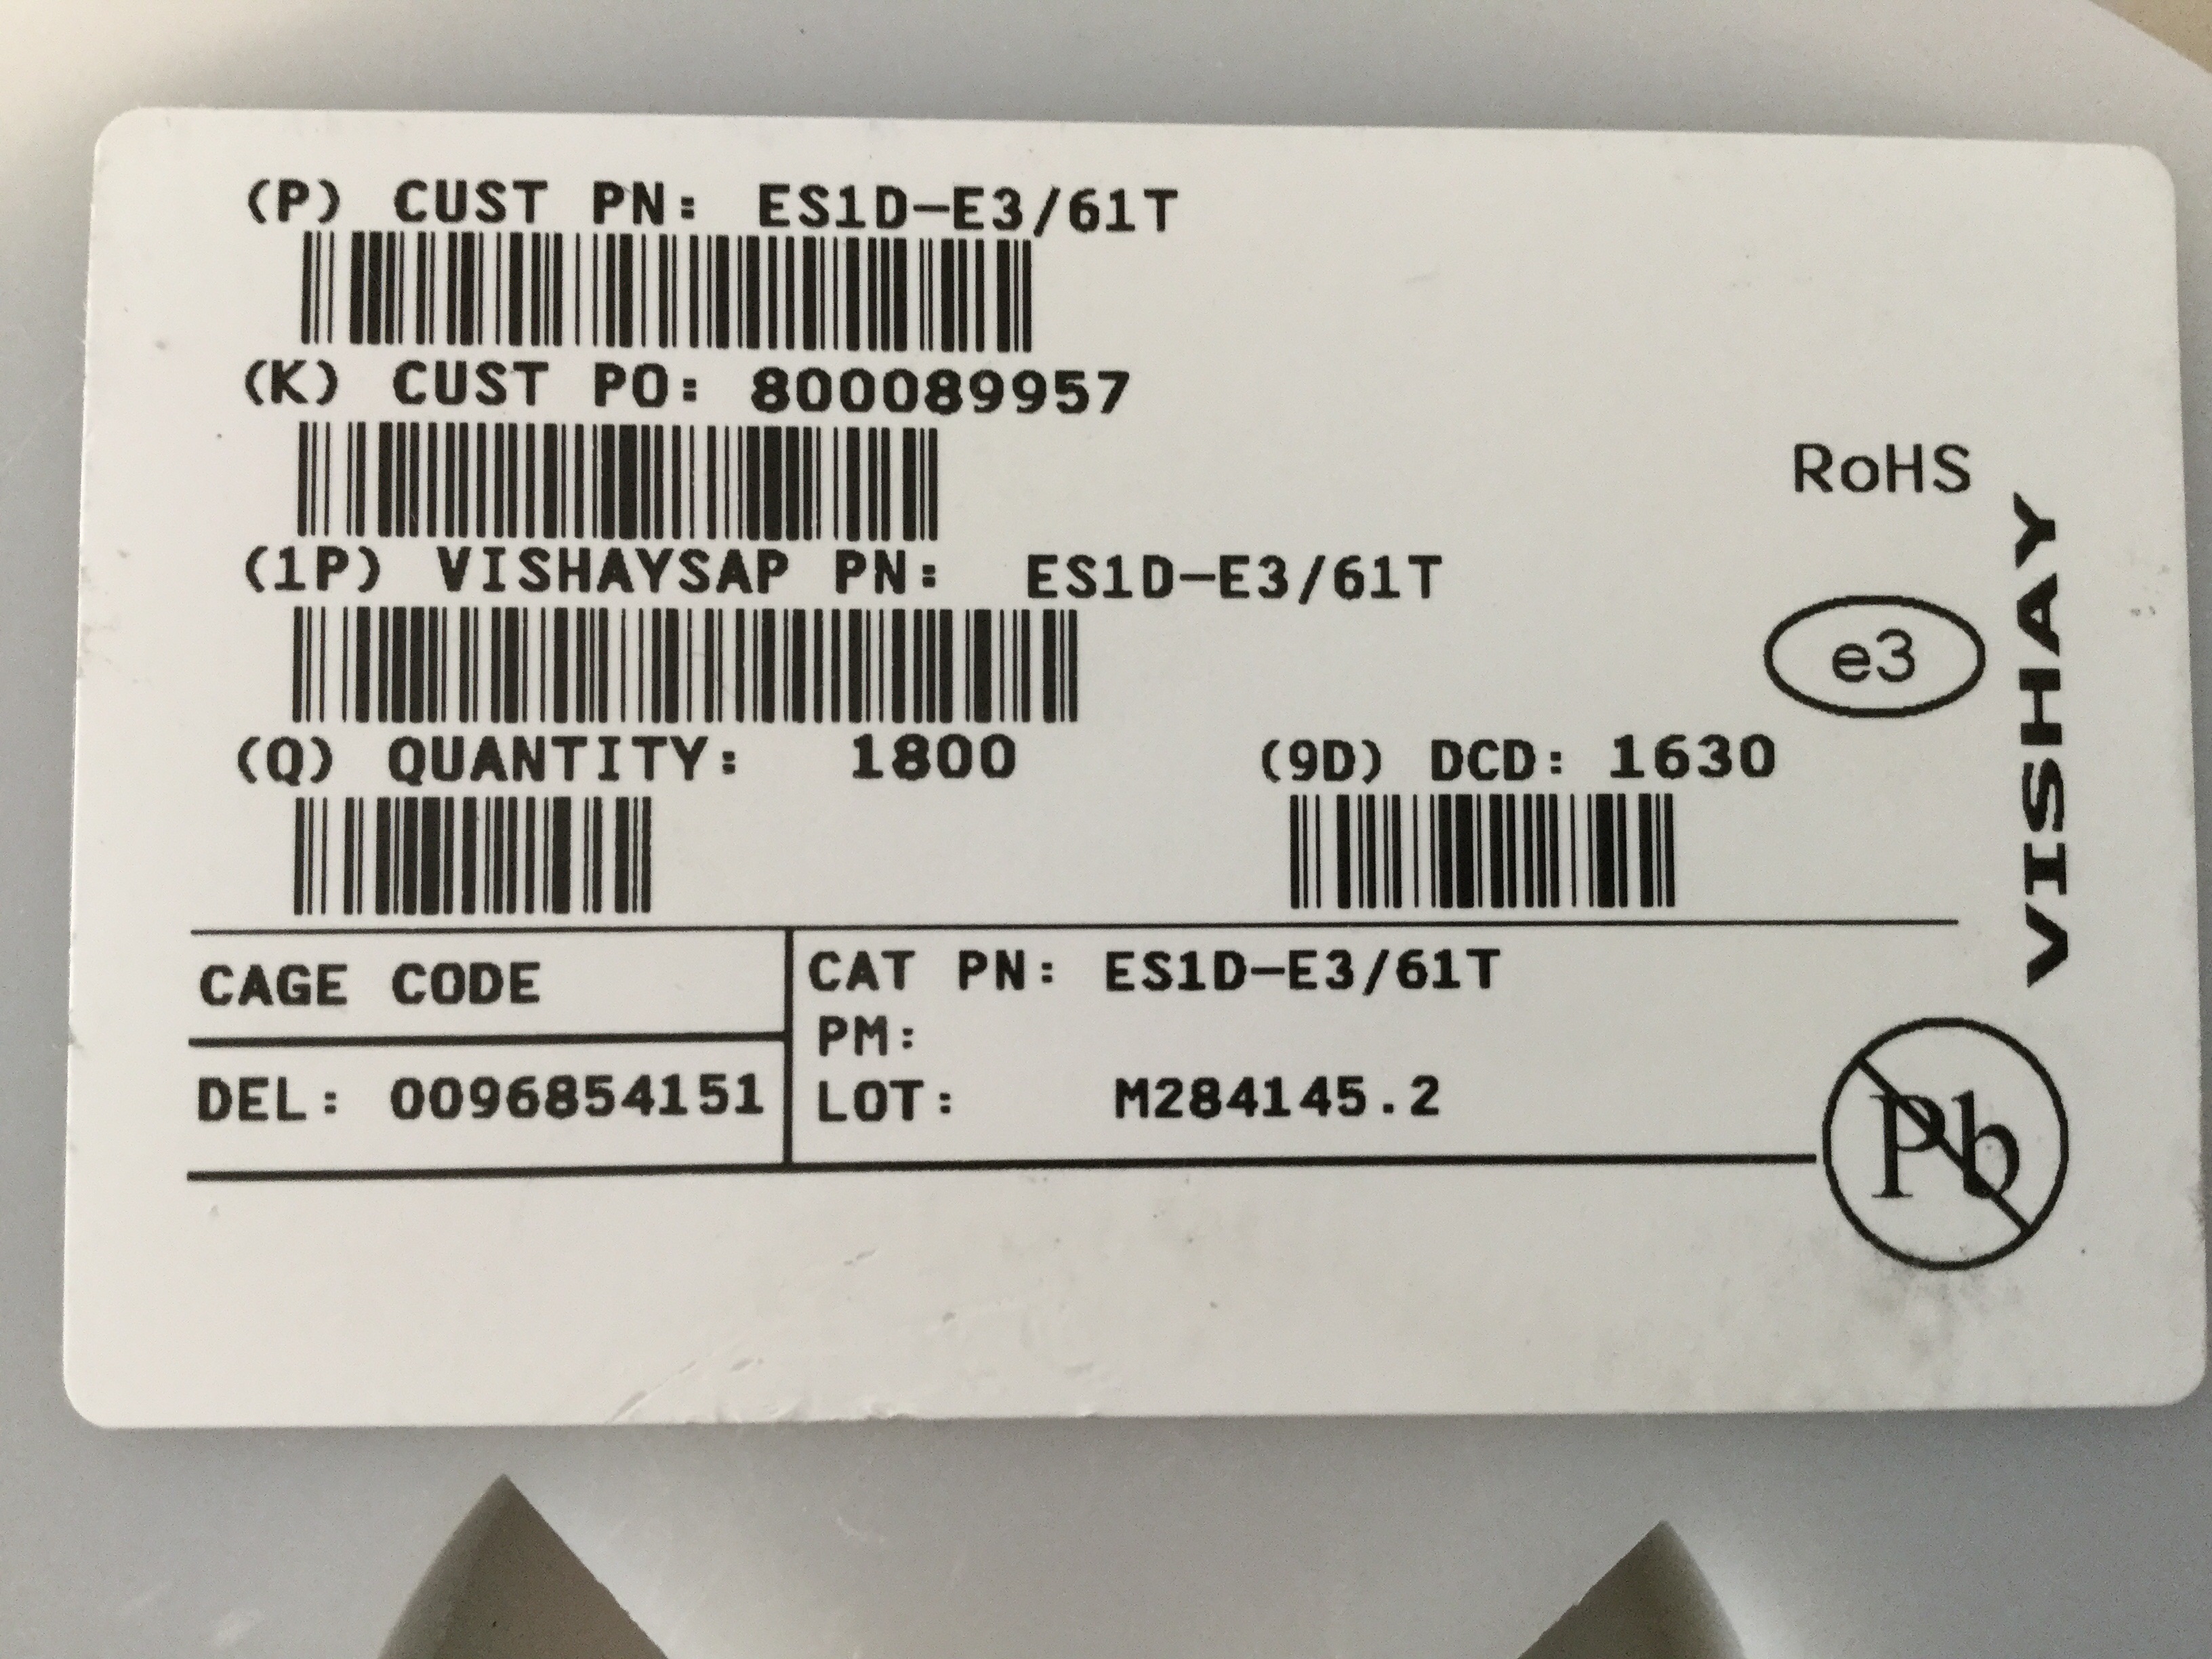 (P) CUST PN: ES1D-E3/61T
(K) CUST PO: 800089957
RoHS
(1P) VISHAYSAP PN: ES1D-E3/61T
e3
VISHAY
(Q) QUANTITY: 1800 (9D) DCD: 1630
CAGE CODE
DEL: 0096854151
CAT PN: ES1D-E3/61T
PM:
LOT: M284145.2
Pb